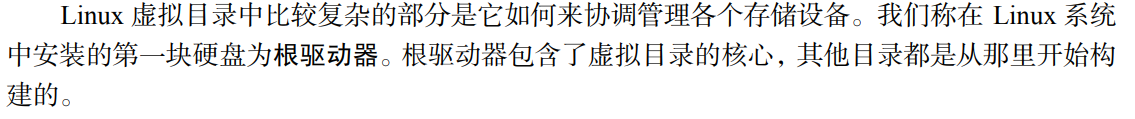 Linux 虚拟目录中比较复杂的部分是它如何来协调管理各个存储设备。我们称在 Linux 系统
中安装的第一块硬盘为根驱动器。根驱动器包含了虚拟目录的核心，其他目录都是从那里开始构
建的。